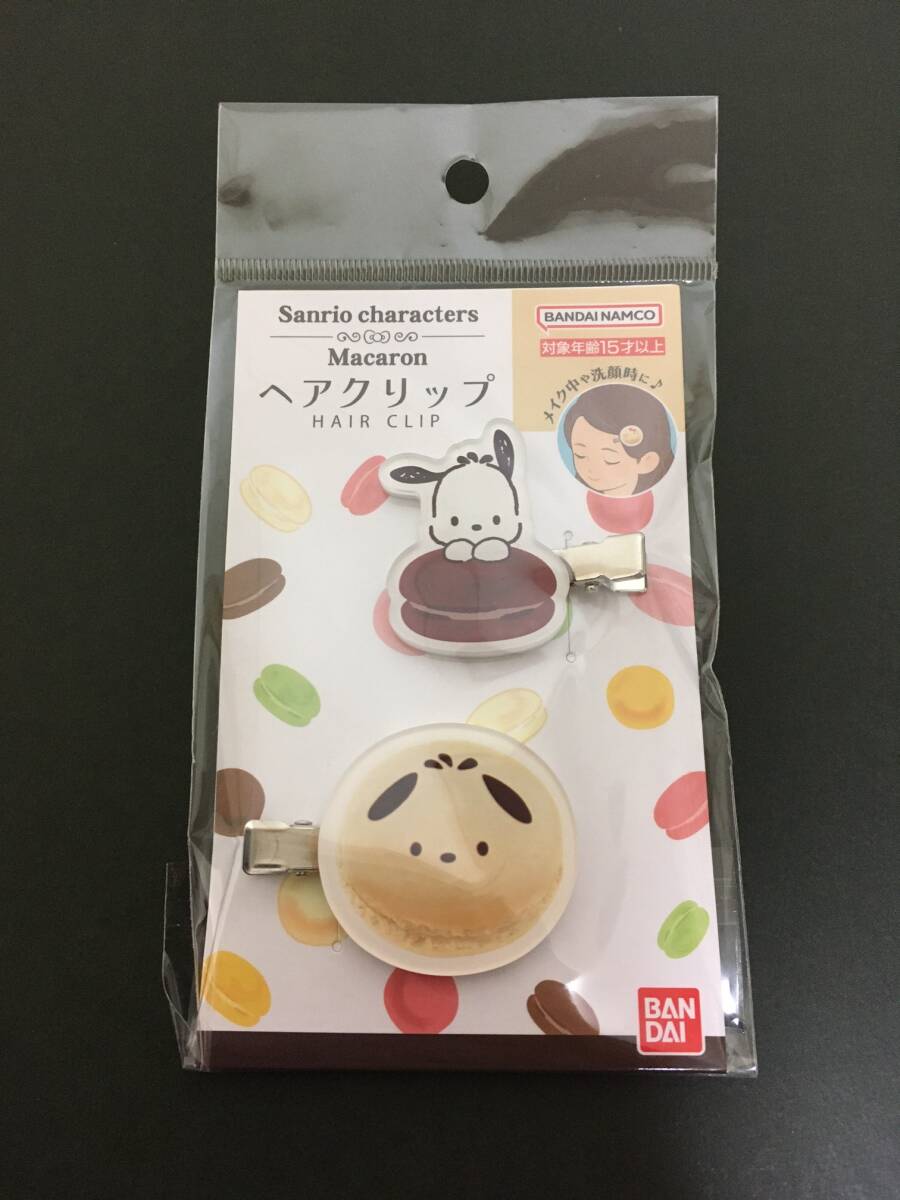 Sanrio characters
Macaron
ヘアクリップ
HAIR CLIP
BANDAI NAMCO
対象年齢15才以上
メイク中や洗顔時に♪
BAN
DAI